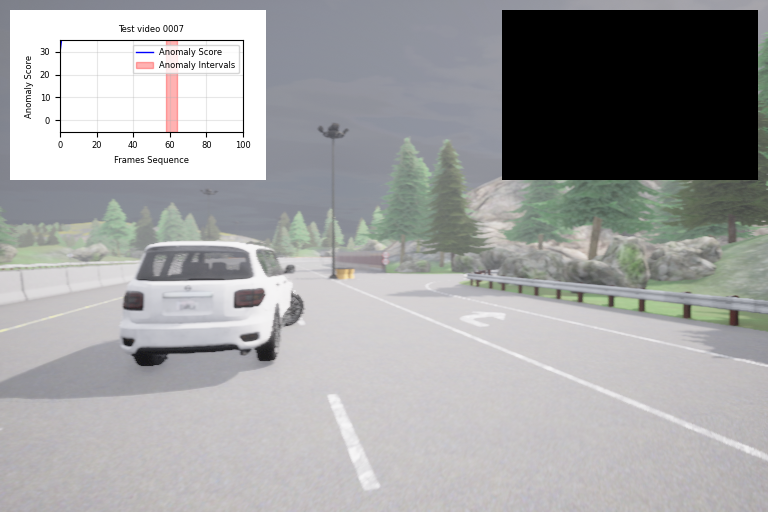 Test video 0007
Anomaly Score
30
20
10
0
Anomaly Score
Anomaly Intervals
0 20 40 60 80 100
Frames Sequence